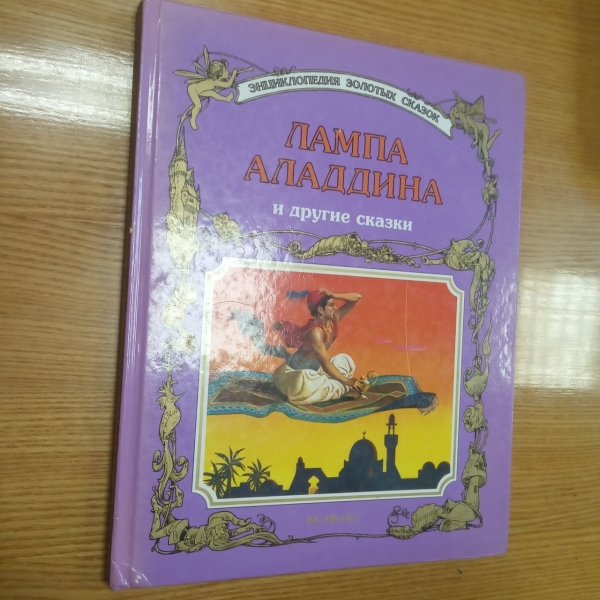 ЭНЦИКЛОПЕДИЯ ЗОЛОТЫХ СКАЗОК
ЛАМПА
АЛАДДИНА
и другие сказки